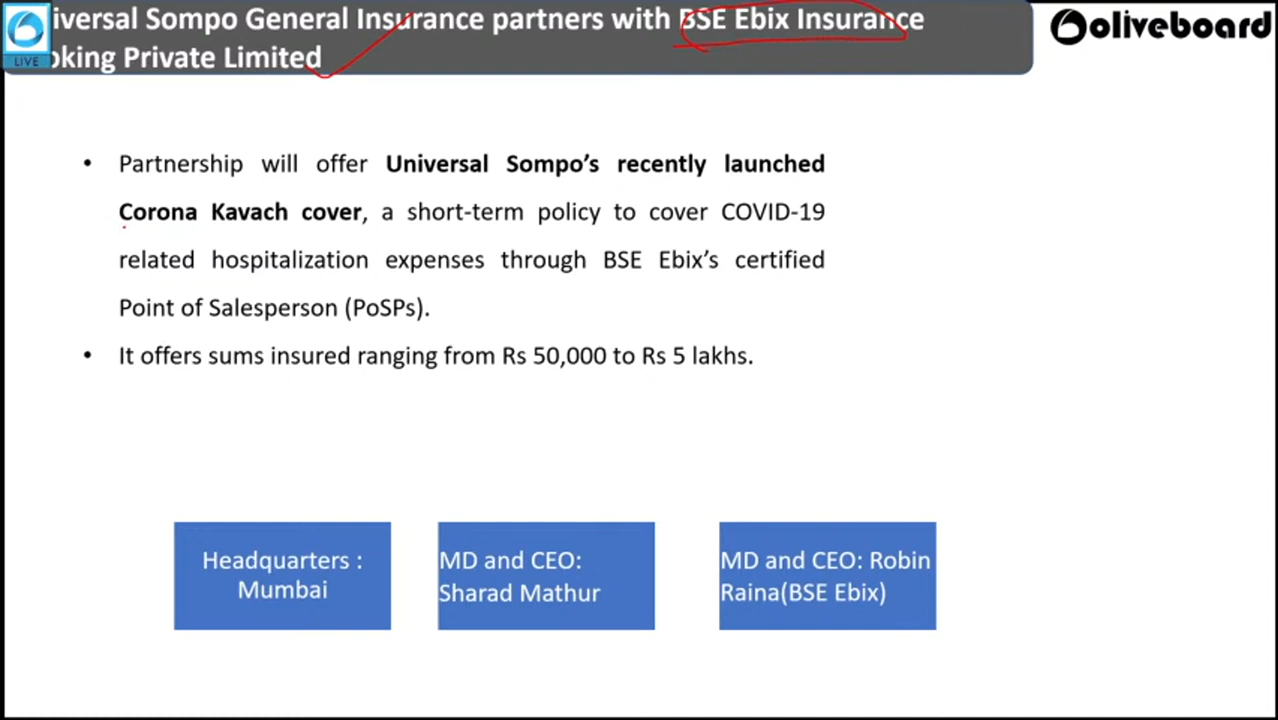 iversal Sompo General Insurance partners with BSE Ebix Insurance
oking Private Limited
LIVE
oliveboard
• Partnership will offer Universal Sompo’s recently launched
Corona Kavach cover, a short-term policy to cover COVID-19
related hospitalization expenses through BSE Ebix’s certified
Point of Salesperson (PoSPs).
• It offers sums insured ranging from Rs 50,000 to Rs 5 lakhs.
Headquarters :
Mumbai
MD and CEO:
Sharad Mathur
MD and CEO: Robin
Raina(BSE Ebix)